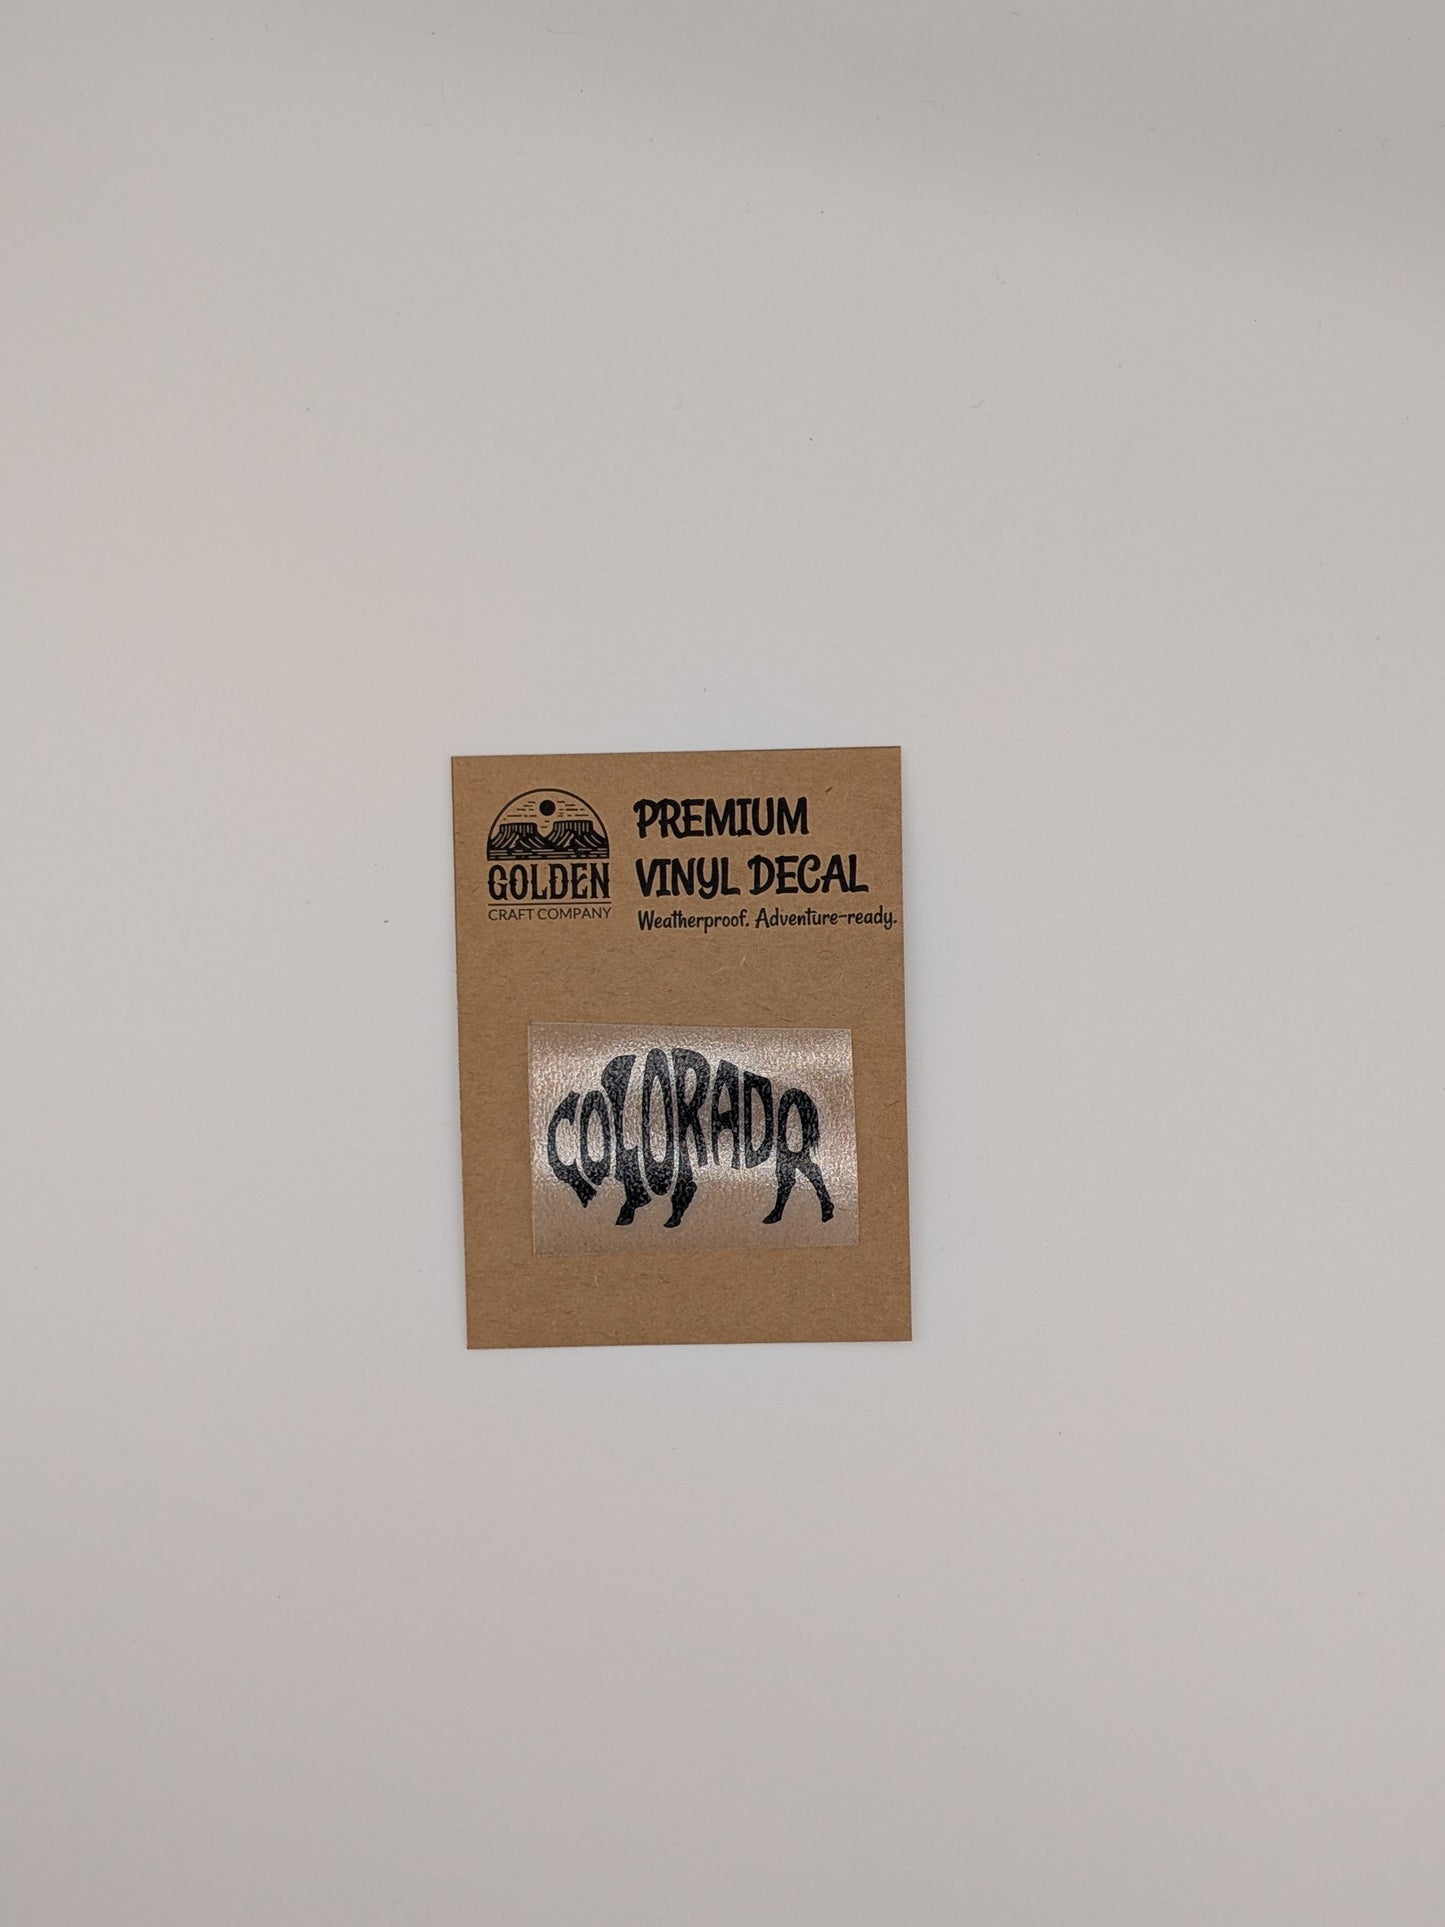 GOLDEN
CRAFT COMPANY
PREMIUM
VINYL DECAL
Weatherproof. Adventure-ready.
COLORADO